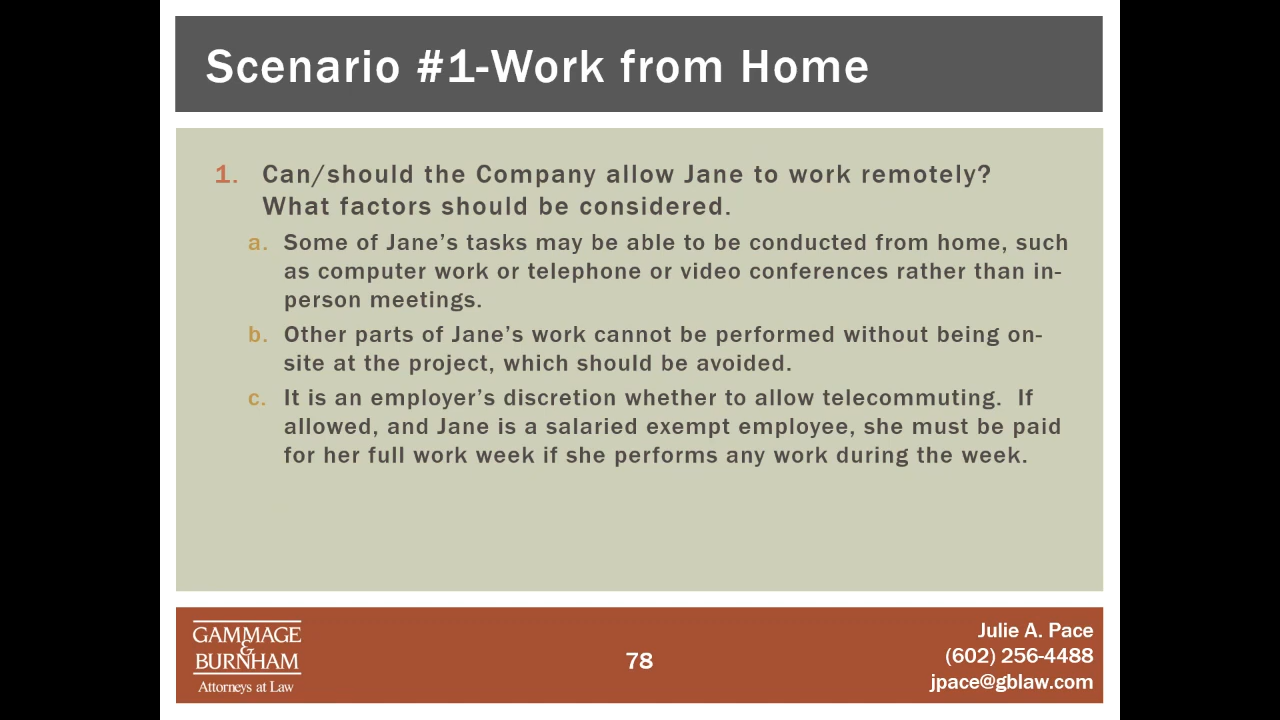 Scenario #1-Work from Home
1. Can/should the Company allow Jane to work remotely?
What factors should be considered.
a. Some of Jane's tasks may be able to be conducted from home, such
as computer work or telephone or video conferences rather than in-
person meetings.
b. Other parts of Jane's work cannot be performed without being on-
site at the project, which should be avoided.
c. It is an employer's discretion whether to allow telecommuting.  If
allowed, and Jane is a salaried exempt employee, she must be paid
for her full work week if she performs any work during the week.
GAMMAGE
&
BURNHAM
Attorneys at Law
78
Julie A. Pace
(602) 256-4488
jpace@gblaw.com